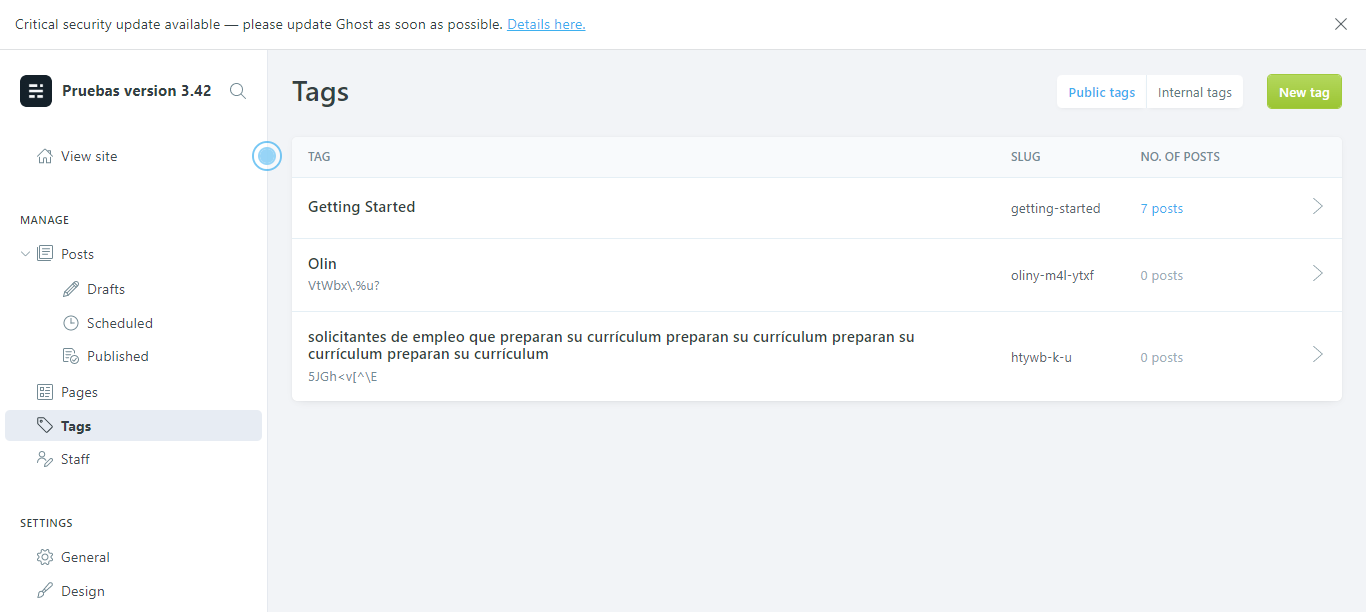 Critical security update available — please update Ghost as soon as possible. Details here.
Pruebas version 3.42
View site
MANAGE
Posts
Drafts
Scheduled
Published
Pages
Tags
Staff
SETTINGS
General
Design
Tags
Public tags
Internal tags
New tag
TAG SLUG NO. OF POSTS
Getting Started getting-started 7 posts
Olin
VtWbx\.%u?
oliny-m4l-ytxf 0 posts
solicitantes de empleo que preparan su currículum preparan su currículum preparan su
currículum preparan su currículum
5JGh<v[^\E
htywb-k-u 0 posts